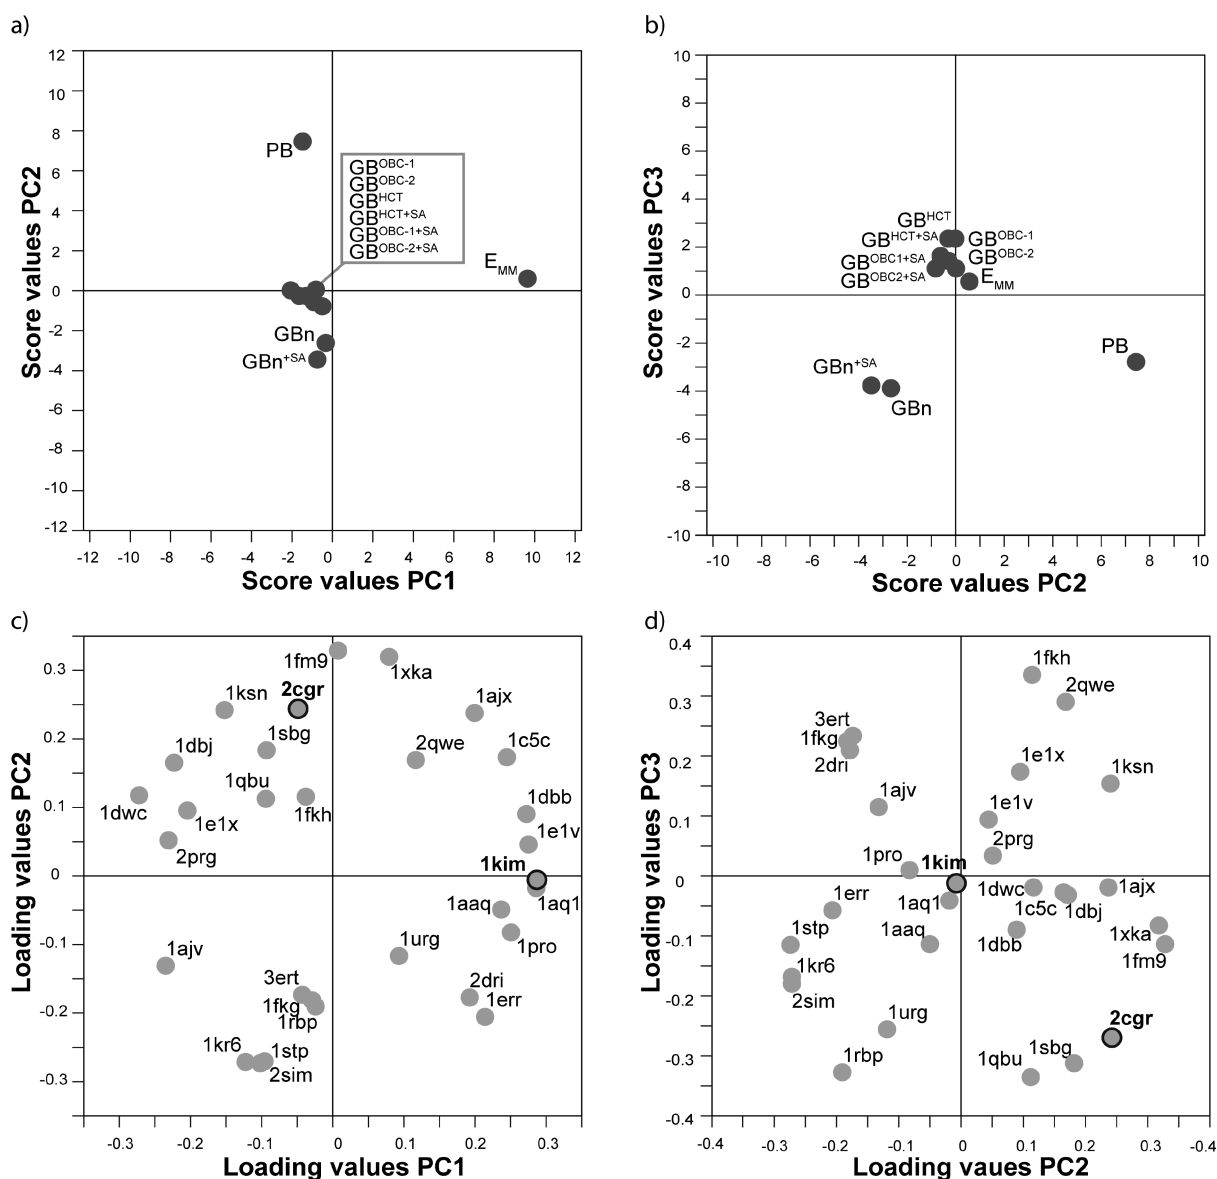 a)
12
10
8
6
4
2
0
-2
-4
-6
-8
-10
-12
Score values PC2
PB
GBOBC-1
GBOBC-2
GBHCT
GBHCT+SA
GBOBC-1+SA
GBOBC-2+SA
EMM
GBn
GBn+SA
-12 -10 -8 -6 -4 -2 0 2 4 6 8 10 12
Score values PC1
b)
10
8
6
4
2
0
-2
-4
-6
-8
-10
Score values PC3
GBHCT
GBHCT+SA GBOBC-1
GBOBC1+SA GBOBC-2
GBOBC2+SA EMM
PB
GBn+SA
GBn
-10 -8 -6 -4 -2 0 2 4 6 8 10
Score values PC2
c)
0.3
0.2
0.1
0
-0.1
-0.2
-0.3
Loading values PC2
1fm9
1xka
1ksn
2cgr
1ajx
1sbg
1dbj
2qwe
1c5c
1qbu
1dwc
1e1x
1fkh
1dbb
2prg
1e1v
1kim
1aaq
1aq1
1urg
1pro
1ajv
3ert
1fkg
1rbp
2dri
1err
1kr6
1stp
2sim
-0.3 -0.2 -0.1 0 0.1 0.2 0.3
Loading values PC1
d)
0.4
0.3
0.2
0.1
0
-0.1
-0.2
-0.3
-0.4
Loading values PC3
1fkh
2qwe
3ert
1fkg
2dri
1e1x
1ksn
1ajv
1e1v
2prg
1pro
1kim
1dwc
1ajx
1err
1aq1
1c5c
1dbj
1stp
1aaq
1dbb
1xka
1fm9
1kr6
2sim
1urg
2cgr
1rbp
1qbu
1sbg
-0.4 -0.3 -0.2 -0.1 0 0.1 0.2 0.3 -0.4
Loading vaues PC2